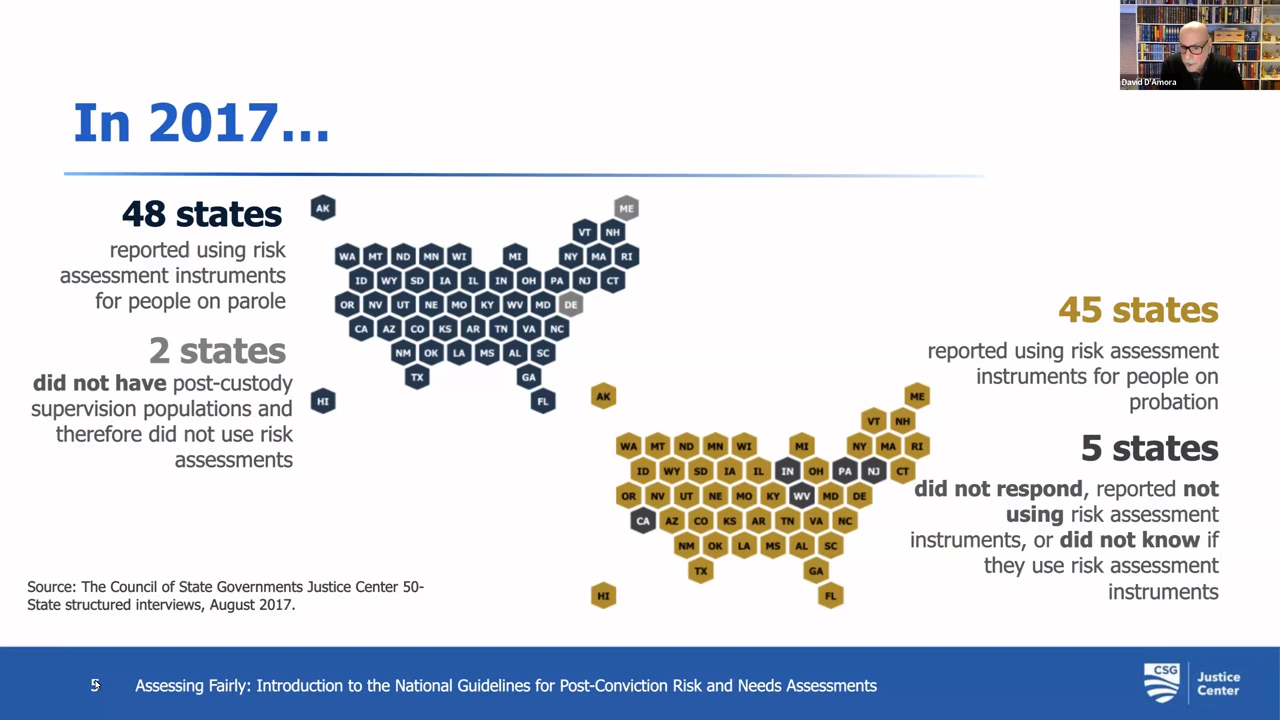 David D'Amora
In 2017...
48 states
reported using risk
assessment instruments
for people on parole
2 states
did not have post-custody
supervision populations and
therefore did not use risk
assessments
AK
ME
VT NH
WA MT ND MN WI MI NY MA RI
ID WY SD IA IL IN OH PA NJ CT
OR NV UT NE MO KY WV MD DE
CA AZ CO KS AR TN VA NC
NM OK LA MS AL SC
TX GA
HI FL
45 states
reported using risk assessment
instruments for people on
probation
5 states
did not respond, reported not
using risk assessment
instruments, or did not know if
they use risk assessment
instruments
AK ME
VT NH
WA MT ND MN WI MI NY MA RI
ID WY SD IA IL IN OH PA NJ CT
OR NV UT NE MO KY WV MD DE
CA AZ CO KS AR TN VA NC
NM OK LA MS AL SC
TX GA
HI FL
Source: The Council of State Governments Justice Center 50-
State structured interviews, August 2017.
5
Assessing Fairly: Introduction to the National Guidelines for Post-Conviction Risk and Needs Assessments
CSG
Justice
Center